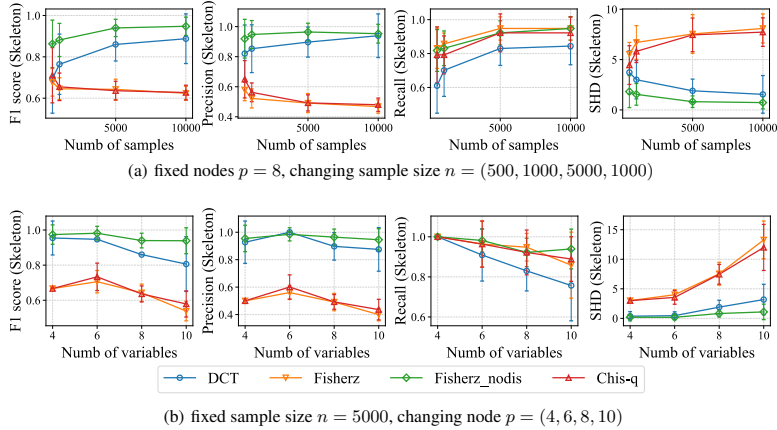 F1 score (Skeleton)
1.0
0.8
0.6
5000
10000
Numb of samples
Precision (Skeleton)
1.0
0.8
0.6
0.4
5000
10000
Numb of samples
Recall (Skeleton)
1.0
0.8
0.6
5000
10000
Numb of samples
SHD (Skeleton)
10
5
0
5000
10000
Numb of samples
(a) fixed nodes p = 8, changing sample size n = (500, 1000, 5000, 1000)
F1 score (Skeleton)
1.0
0.8
0.6
4
6
8
10
Numb of variables
Precision (Skeleton)
1.0
0.8
0.6
0.4
4
6
8
10
Numb of variables
Recall (Skeleton)
1.0
0.8
0.6
4
6
8
10
Numb of variables
SHD (Skeleton)
15
10
5
0
4
6
8
10
Numb of variables
DCT
Fisherz
Fisherz_nodis
Chis-q
(b) fixed sample size n = 5000, changing node p = (4, 6, 8, 10)